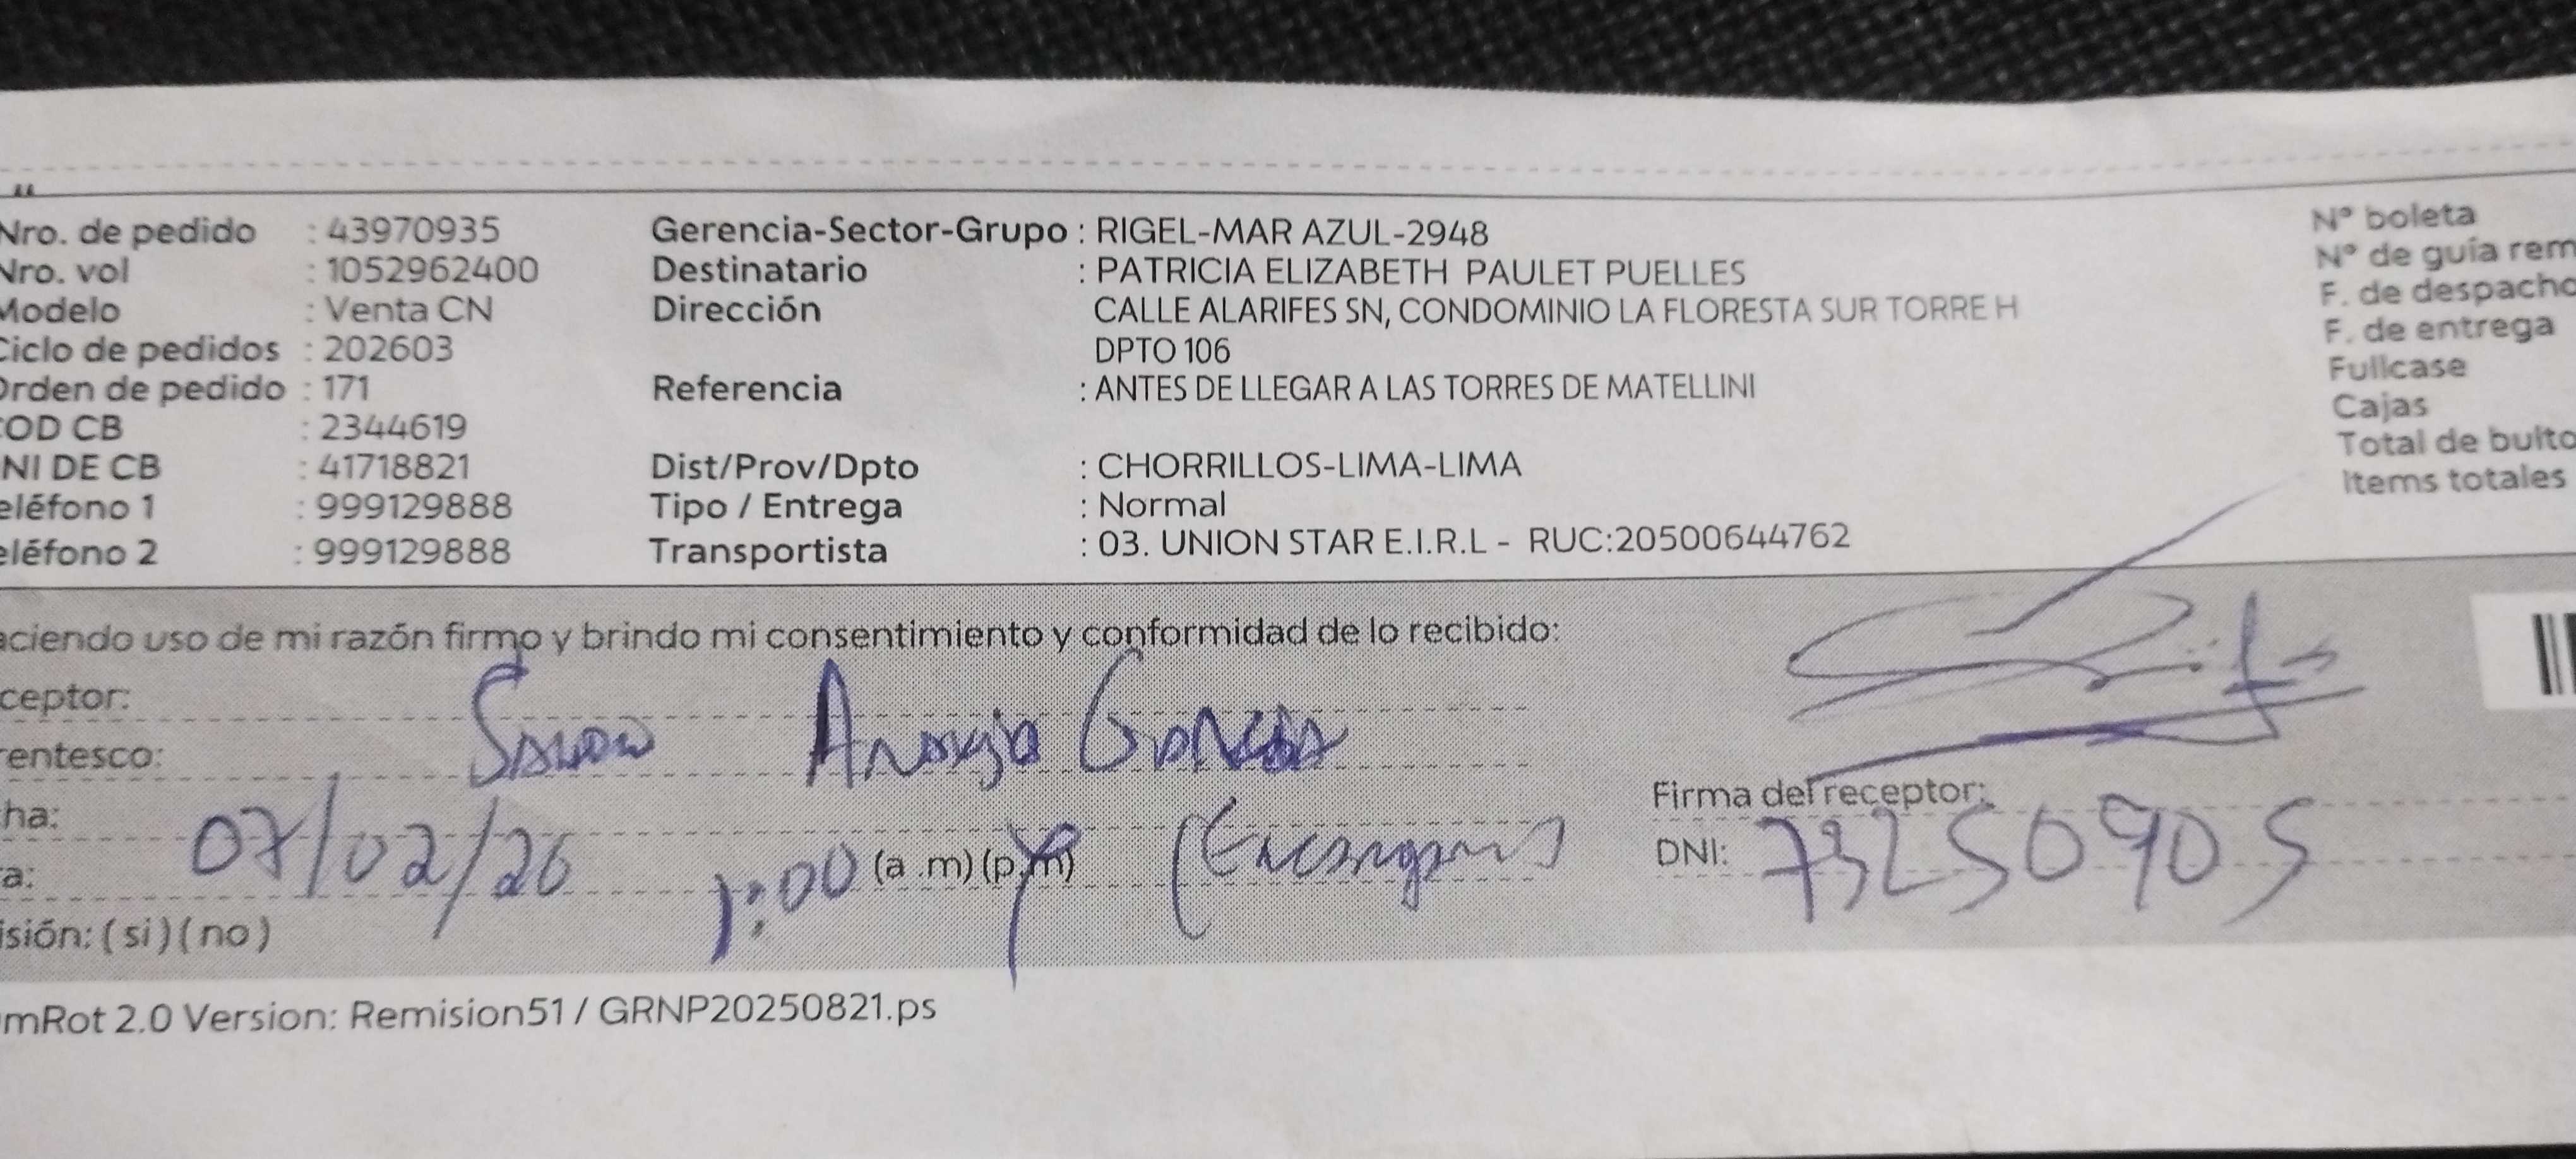 Nro. de pedido : 43970935
Nro. vol : 1052962400
Modelo : Venta CN
Ciclo de pedidos : 202603
Orden de pedido : 171
OD CB : 2344619
NI DE CB : 41718821
eléfono 1 : 999129888
eléfono 2 : 999129888
Gerencia-Sector-Grupo : RIGEL-MAR AZUL-2948
Destinatario : PATRICIA ELIZABETH PAULET PUELLES
Dirección CALLE ALARIFES SN, CONDOMINIO LA FLORESTA SUR TORRE H
DPTO 106
Referencia : ANTES DE LLEGAR A LAS TORRES DE MATELLINI
Dist/Prov/Dpto : CHORRILLOS-LIMA-LIMA
Tipo / Entrega : Normal
Transportista : 03. UNION STAR E.I.R.L - RUC:20500644762
N° boleta
N° de guía rem
F. de despacho
F. de entrega
Fullcase
Cajas
Total de bulto
Items totales
aciendo uso de mi razón firmo y brindo mi consentimiento y conformidad de lo recibido:
ceptor:
rentesco:
ha: 07/02/26
a: 1:00 (a .m) (p.m)
isión: ( si ) ( no )
Firma del receptor:
DNI: 73250905
mRot 2.0 Version: Remision51 / GRNP20250821.ps